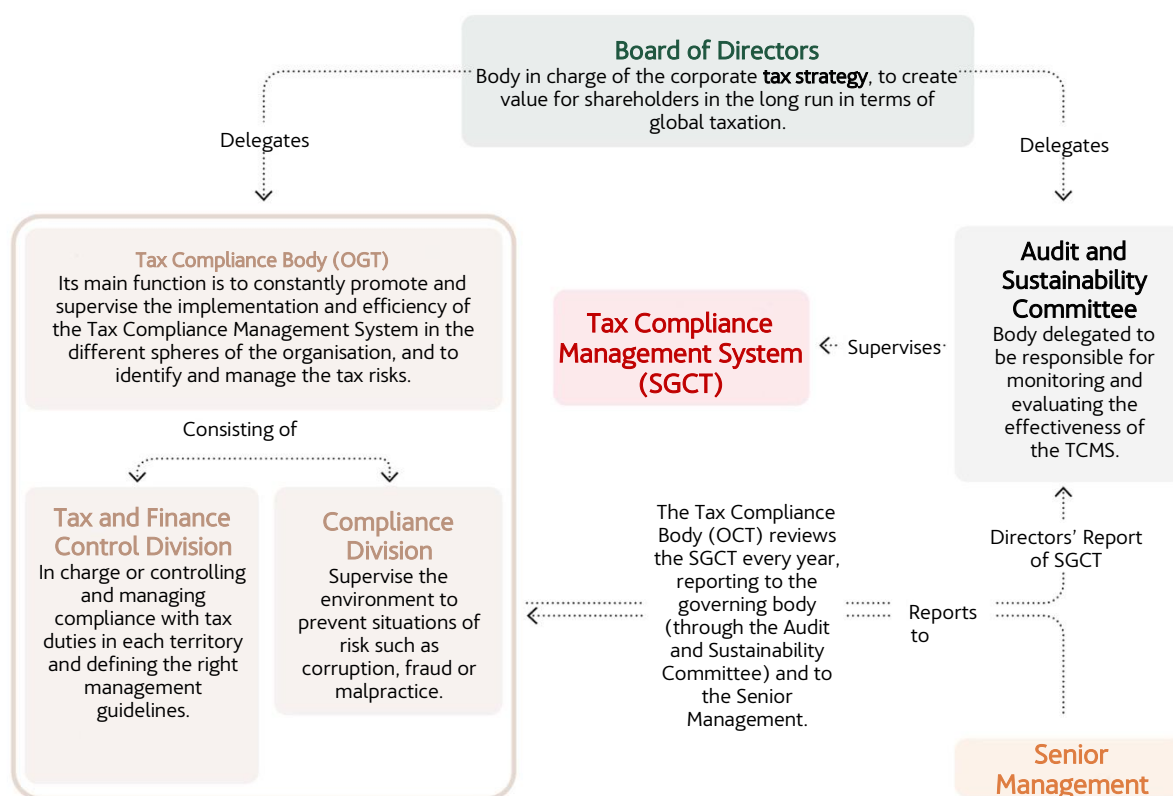 Board of Directors
Body in charge of the corporate tax strategy, to create
value for shareholders in the long run in terms of
global taxation.
Delegates
Delegates
Tax Compliance Body (OGT)
Its main function is to constantly promote and
supervise the implementation and efficiency of
the Tax Compliance Management System in the
different spheres of the organisation, and to
identify and manage the tax risks.
Tax Compliance
Management System
(SGCT)
Supervises
Audit and
Sustainability
Committee
Body delegated to
be responsible for
monitoring and
evaluating the
effectiveness of
the TCMS.
Consisting of
Tax and Finance
Control Division
In charge or controlling
and managing
compliance with tax
duties in each territory
and defining the right
management
guidelines.
Compliance
Division
Supervise the
environment to
prevent situations of
risk such as
corruption, fraud or
malpractice.
The Tax Compliance
Body (OCT) reviews
the SGCT every year,
reporting to the
governing body
(through the Audit
and Sustainability
Committee) and to
the Senior
Management.
Reports
to
Directors' Report
of SGCT
Senior
Management